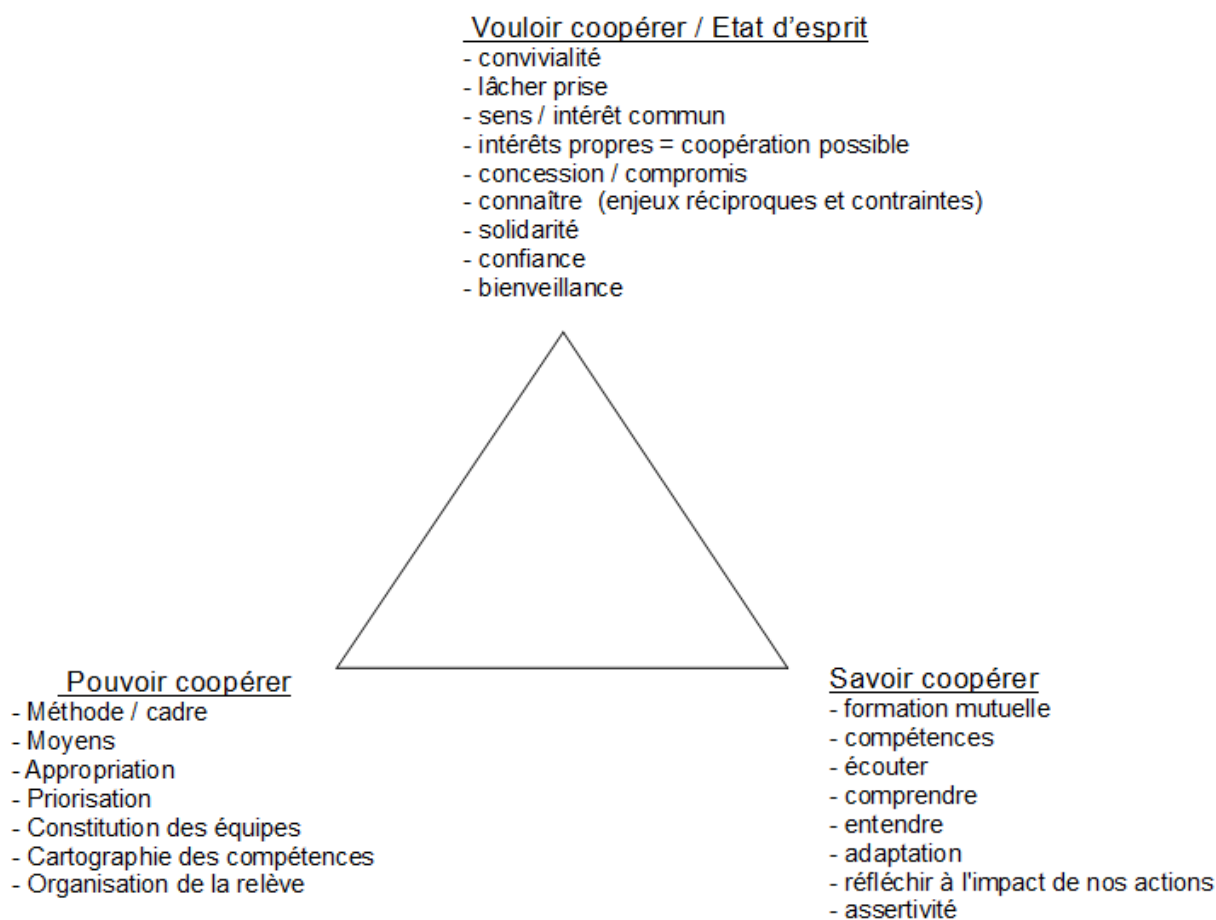 Vouloir coopérer / Etat d’esprit
- convivialité
- lâcher prise
- sens / intérêt commun
- intérêts propres = coopération possible
- concession / compromis
- connaître  (enjeux réciproques et contraintes)
- solidarité
- confiance
- bienveillance
Pouvoir coopérer
- Méthode / cadre
- Moyens
- Appropriation
- Priorisation
- Constitution des équipes
- Cartographie des compétences
- Organisation de la relève
Savoir coopérer
- formation mutuelle
- compétences
- écouter
- comprendre
- entendre
- adaptation
- réfléchir à l'impact de nos actions
- assertivité